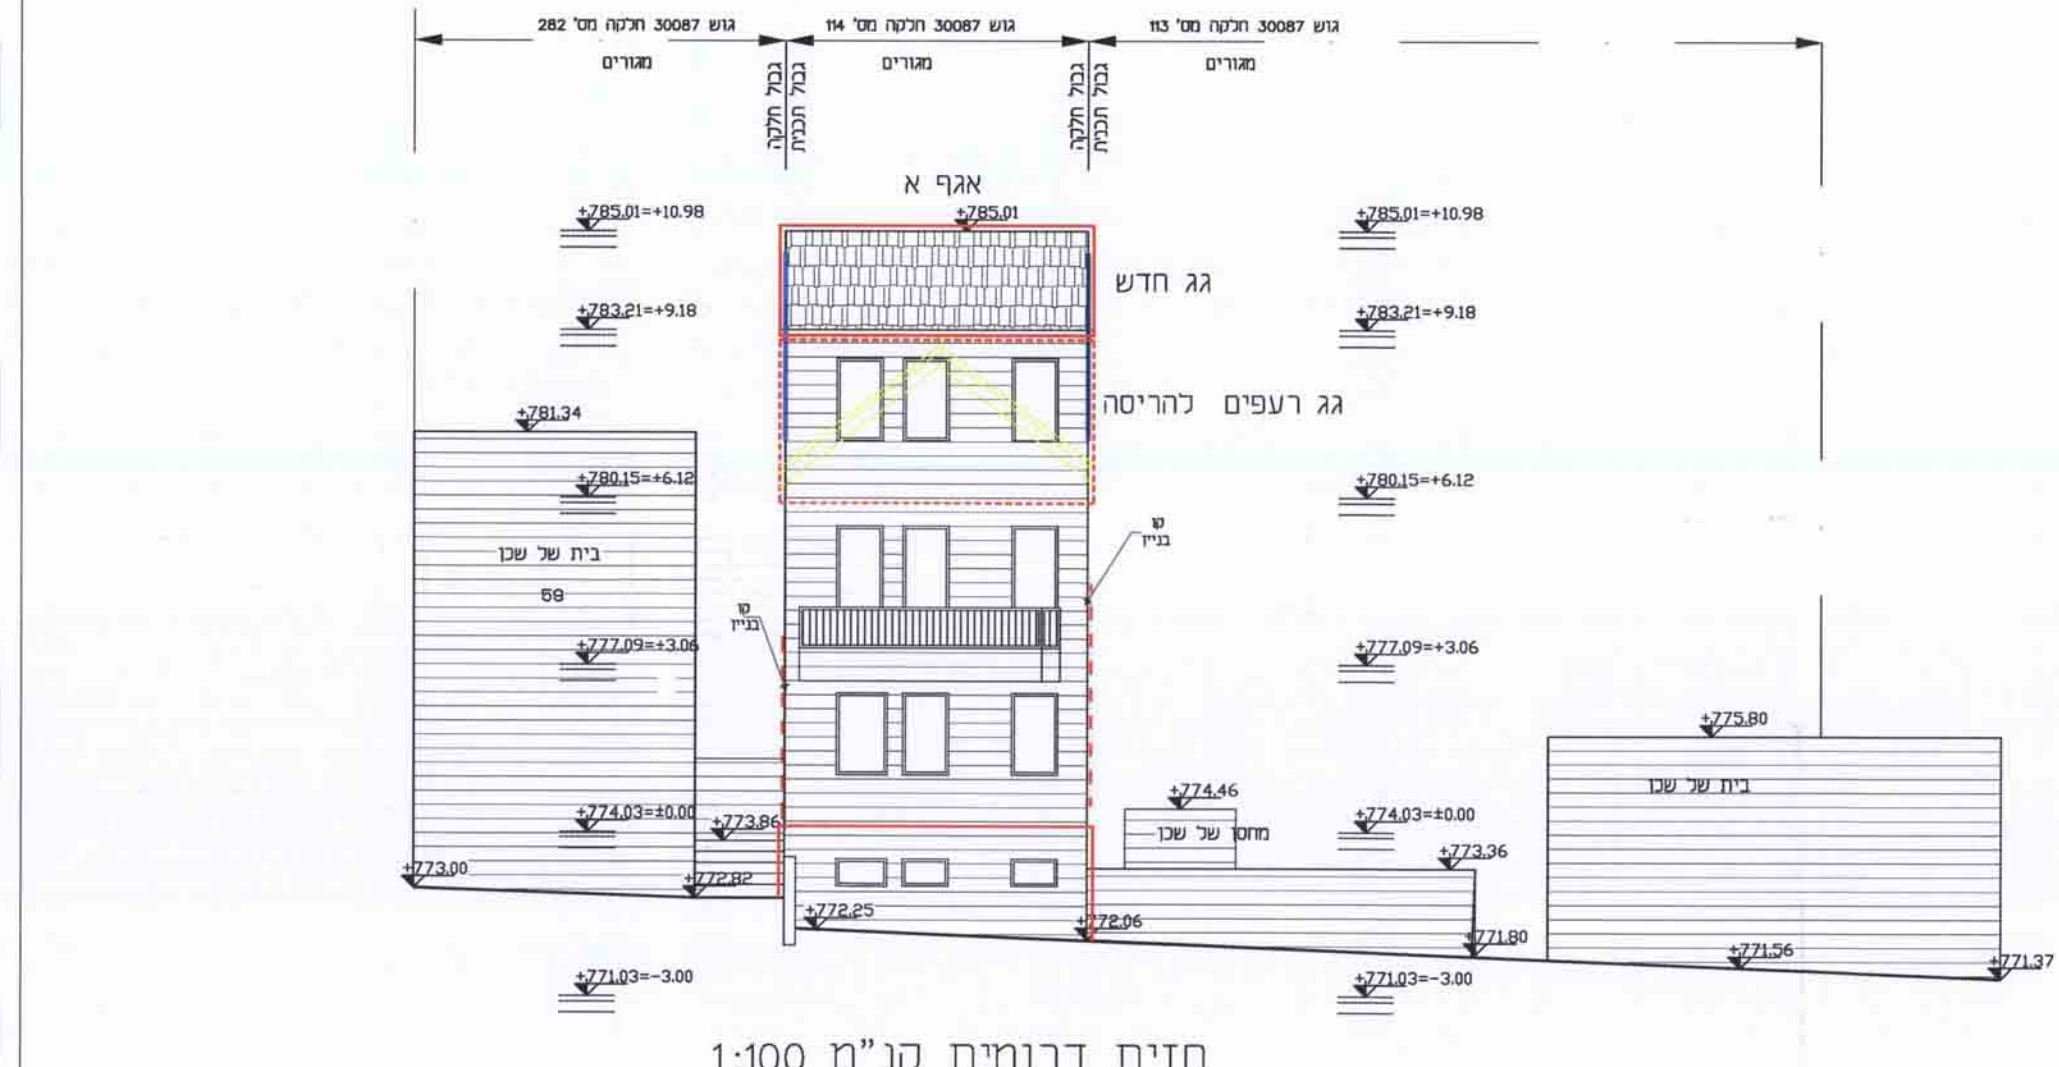 גוש 30087 חלקה מס' 282
גוש 30087 חלקה מס' 114
גוש 30087 חלקה מס' 113
מגורים
מגורים
מגורים
גבול חלקה
גבול תכנית
גבול חלקה
גבול תכנית
אגף א
+785.01=+10.98
+785.01
+785.01=+10.98
גג חדש
+783.21=+9.18
+783.21=+9.18
גג רעפים להריסה
+781.34
+780.15=+6.12
+780.15=+6.12
קו
בניין
בית של שכן
59
קו
בניין
+777.09=+3.06
+777.09=+3.06
+775.80
בית של שכן
+774.46
+774.03=±0.00
+773.86
מחסן של שכן
+774.03=±0.00
+773.36
+773.00
+772.82
+772.25
+772.06
+771.80
+771.56
+771.37
+771.03=-3.00
+771.03=-3.00
חזית דרומית קנ"מ 1:100